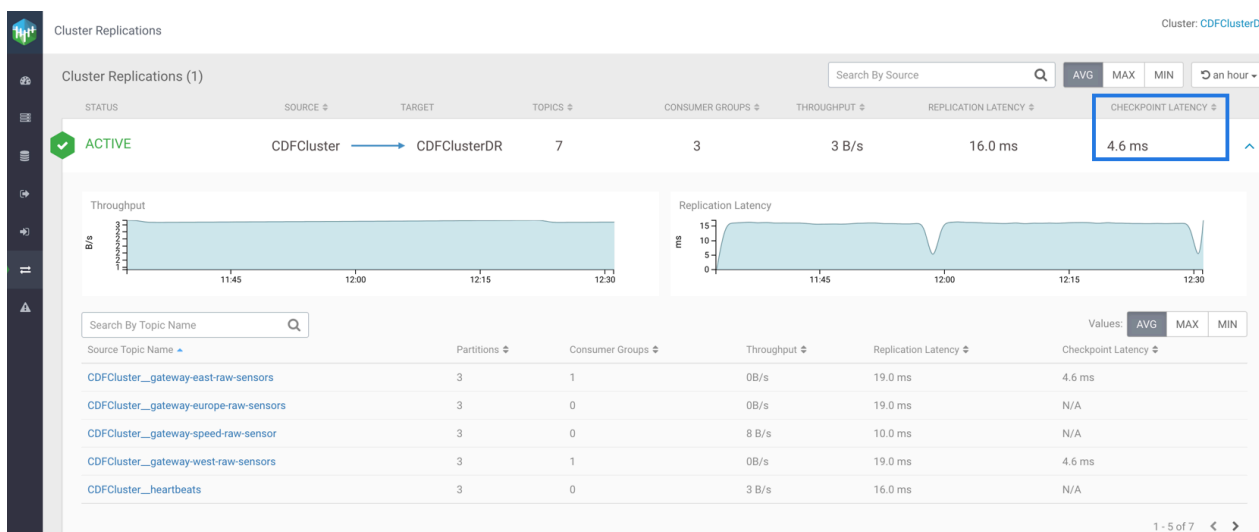 Cluster Replications
Cluster: CDFClusterD
Cluster Replications (1)
Search By Source
AVG MAX MIN
an hour
STATUS SOURCE TARGET TOPICS CONSUMER GROUPS THROUGHPUT REPLICATION LATENCY CHECKPOINT LATENCY
ACTIVE CDFCluster CDFClusterDR 7 3 3 B/s 16.0 ms 4.6 ms
Throughput
B/s
3
2
2
2
2
1
11:45 12:00 12:15 12:30
Replication Latency
ms
15
10
5
0
11:45 12:00 12:15 12:30
Search By Topic Name
Values: AVG MAX MIN
Source Topic Name Partitions Consumer Groups Throughput Replication Latency Checkpoint Latency
CDFCluster__gateway-east-raw-sensors 3 1 0B/s 19.0 ms 4.6 ms
CDFCluster__gateway-europe-raw-sensors 3 0 0B/s 19.0 ms N/A
CDFCluster__gateway-speed-raw-sensor 3 0 8 B/s 10.0 ms N/A
CDFCluster__gateway-west-raw-sensors 3 1 0B/s 19.0 ms 4.6 ms
CDFCluster__heartbeats 3 0 3 B/s 16.0 ms N/A
1 - 5 of 7